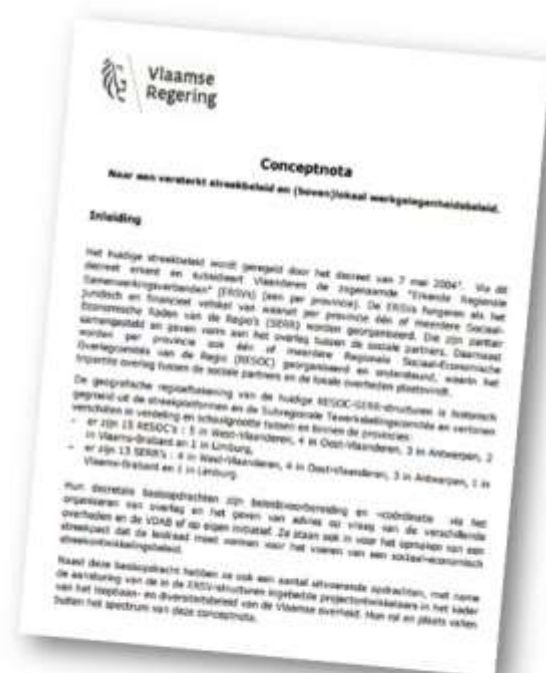 Vlaamse
Regering
Conceptnota
Naar een versterkt streekbeleid en (boven)lokaal werkgelegenheidsbeleid.
Inleiding
Het huidige streekbeleid wordt geregeld door het decreet van 7 mei 2004". Via dit
decreet erkent en subsidieert Vlaanderen de zogenaamde "Erkende Regionale
Samenwerkingsverbanden" (ERSVs) (een per provincie). De ERSVs fungeren als het
juridisch en financieel vehikel van waaruit per provincie één of meerdere Sociaal-
Economische Raden van de Regio's (SERR) worden georganiseerd. Die zijn paritair
samengesteld en geven vorm aan het overleg tussen de sociale partners. Daarnaast
worden per provincie ook één of meerdere Regionale Sociaal-Economische
Overlegcomités van de Regio (RESOC) georganiseerd en ondersteund, waarin het
tripartite overleg tussen de sociale partners en de lokale overheden plaatsvindt.
De geografische regioafbakening van de huidige RESOC-SERR-structuren is historisch
gegroeid uit de streekplatformen en de Subregionale Tewerkstellingscomités en vertonen
verschillen in verdeling en schaalgrootte tussen en binnen de provincies:
- er zijn 15 RESOC's : 5 in West-Vlaanderen, 4 in Oost-Vlaanderen, 3 in Antwerpen, 2
in Vlaams-Brabant en 1 in Limburg,
- er zijn 13 SERR's : 4 in West-Vlaanderen, 4 in Oost-Vlaanderen, 3 in Antwerpen, 1 in
Vlaams-Brabant en 1 in Limburg.
Hun decretale basisopdrachten zijn beleidsvoorbereiding en -coördinatie via het
organiseren van overleg en het geven van advies op vraag van de verschillende
overheden en de VDAB of op eigen initiatief. Ze staan ook in voor het opmaken van een
streekpact dat de leidraad moet vormen voor het voeren van een sociaal-economisch
streekontwikkelingsbeleid.
Naast deze basisopdracht hebben ze ook een aantal uitvoerende opdrachten, met name
de aansturing van de in de ERSV-structuren ingebedde projectontwikkelaars in het kader
van het loopbaan- en diversiteitsbeleid van de Vlaamse overheid. Hun rol en plaats vallen
buiten het spectrum van deze conceptnota.